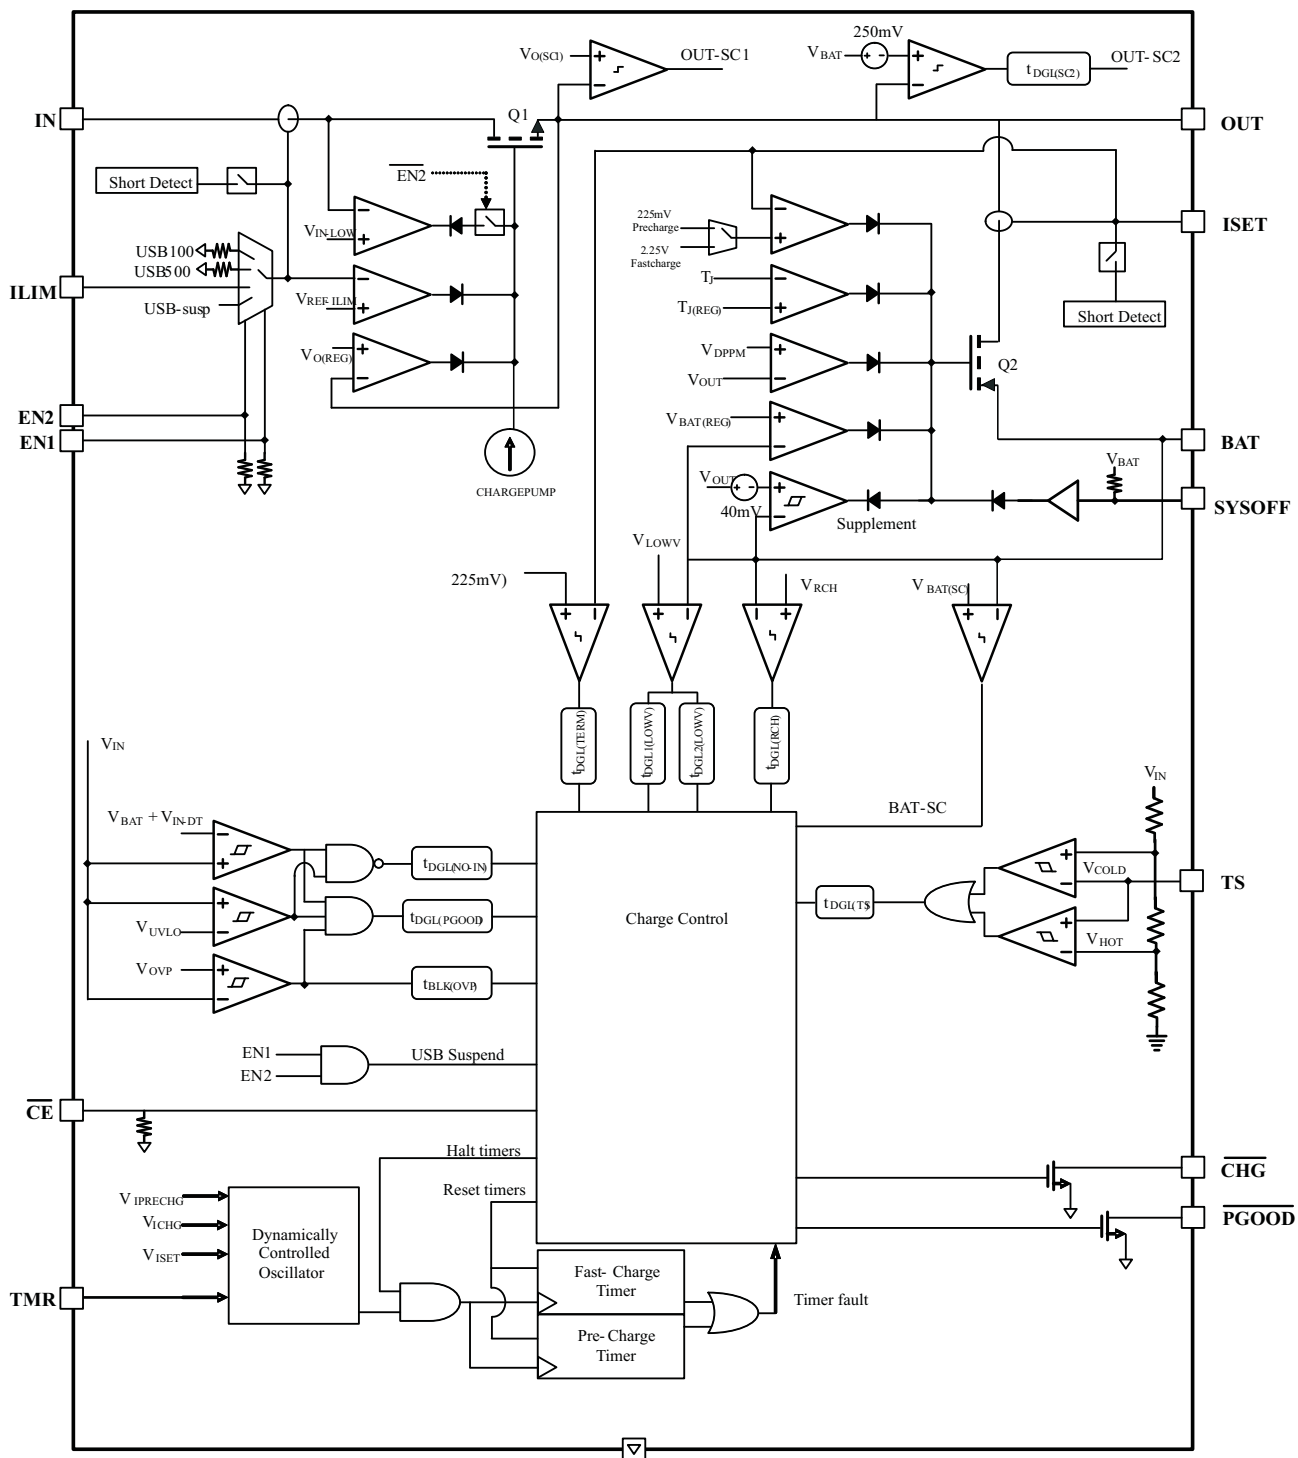 250mV
VO(SC1)
OUT-SC1
VBAT
tDGL(SC2)
OUT-SC2
IN
Q1
OUT
EN2
Short Detect
VIN-LOW
225mV
Precharge
2.25V
Fastcharge
ISET
USB100
USB500
ILIM
USB-susp
VREF-ILIM
TJ
TJ(REG)
Short Detect
VO(REG)
VDPPM
VOUT
Q2
EN2
EN1
VBAT(REG)
BAT
CHARGEPUMP
VOUT
40mV
Supplement
VBAT
SYSOFF
VLOWV
225mV)
VRCH
VBAT(SC)
tDGL(TERM)
tDGL1(LOWV)
tDGL2(LOWV)
tDGL(RCH)
VIN
BAT-SC
VIN
VBAT + VIN-DT
tDGL(NO-IN)
VCOLD
TS
tDGL(PGOOD)
Charge Control
tDGL(TS)
VUVLO
VHOT
VOVP
tBLK(OVP)
EN1
EN2
USB Suspend
CE
Halt timers
Reset timers
CHG
PGOOD
VIPRECHG
VICHG
VISET
TMR
Dynamically
Controlled
Oscillator
Fast- Charge
Timer
Timer fault
Pre- Charge
Timer